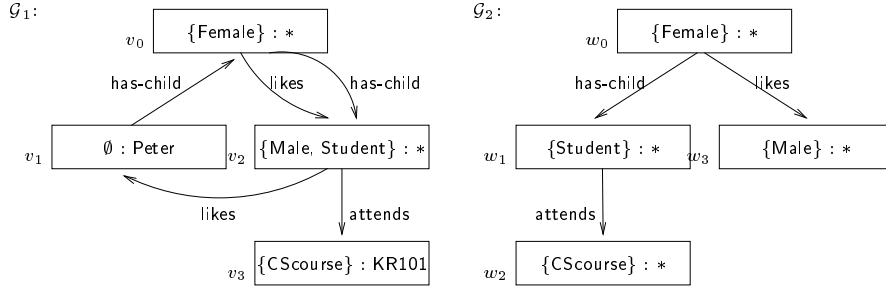 𝒢₁:
v₀
{Female} : *
has-child
likes
has-child
v₁
∅ : Peter
v₂
{Male, Student} : *
likes
attends
v₃
{CScourse} : KR101
𝒢₂:
w₀
{Female} : *
has-child
likes
w₁
{Student} : *
w₃
{Male} : *
attends
w₂
{CScourse} : *